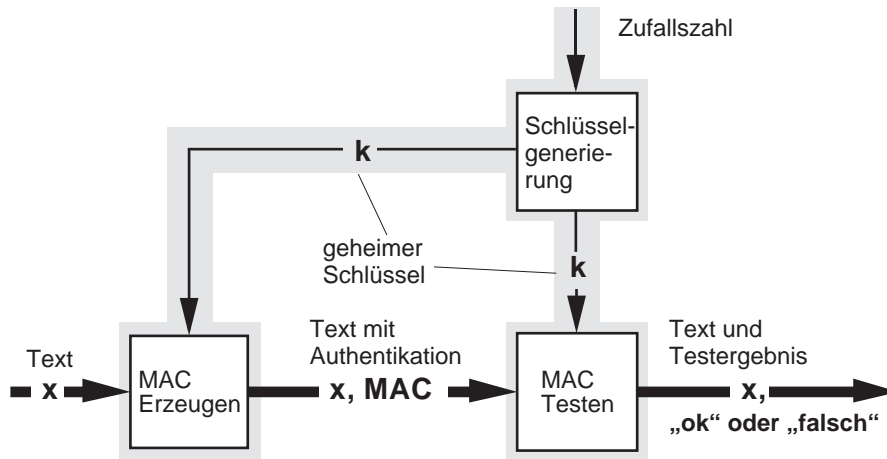 Zufallszahl
Schlüssel-
generie-
rung
k
geheimer
Schlüssel
k
Text
x
MAC
Erzeugen
Text mit
Authentikation
x, MAC
MAC
Testen
Text und
Testergebnis
x,
„ok“ oder „falsch“